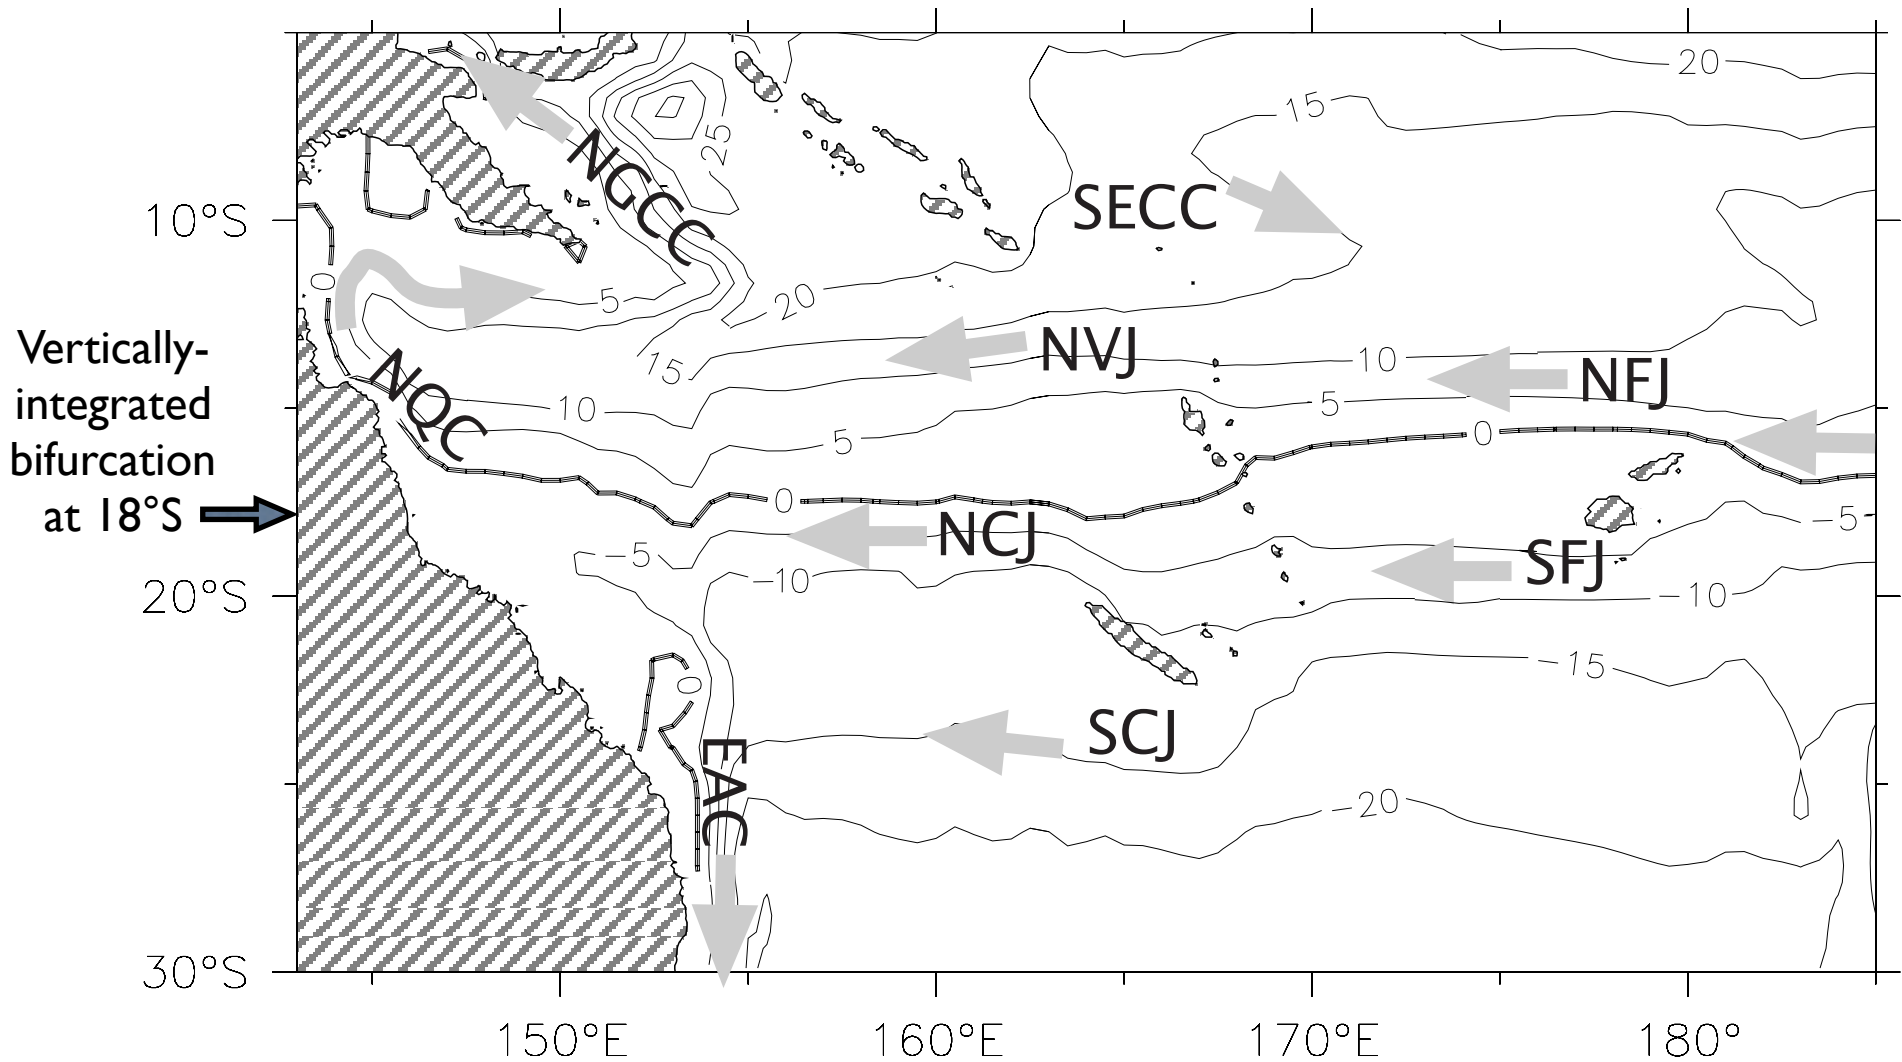 20
15
25
NGCC
SECC
10°S
0
5
20
Vertically-
integrated
bifurcation
at 18°S
15
NVJ
10
NFJ
NQC
10
5
5
0
0
NCJ
−5
−5
SFJ
20°S
−10
−10
−15
0
SCJ
EAC
−20
30°S
150°E
160°E
170°E
180°